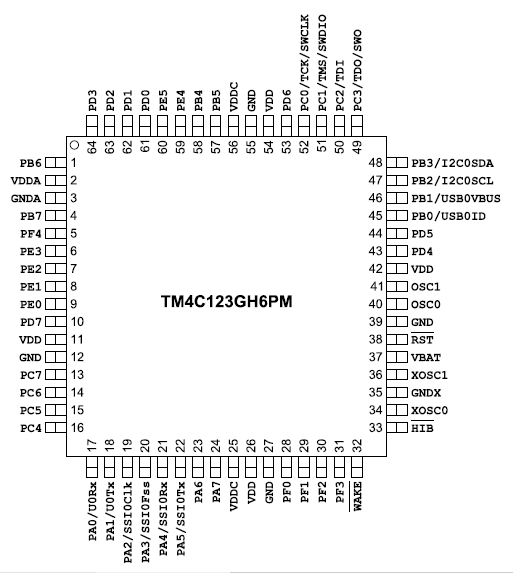 PD3
PD2
PD1
PD0
PE5
PE4
PB4
PB5
VDDC
GND
VDD
PD6
PC0/TCK/SWCLK
PC1/TMS/SWDIO
PC2/TDI
PC3/TDO/SWO
64 63 62 61 60 59 58 57 56 55 54 53 52 51 50 49
PB6 1
VDDA 2
GNDA 3
PB7 4
PF4 5
PE3 6
PE2 7
PE1 8
PE0 9
PD7 10
VDD 11
GND 12
PC7 13
PC6 14
PC5 15
PC4 16
TM4C123GH6PM
48 PB3/I2C0SDA
47 PB2/I2C0SCL
46 PB1/USB0VBUS
45 PB0/USB0ID
44 PD5
43 PD4
42 VDD
41 OSC1
40 OSC0
39 GND
38 RST
37 VBAT
36 XOSC1
35 GNDX
34 XOSC0
33 HIB
17 18 19 20 21 22 23 24 25 26 27 28 29 30 31 32
PA0/U0Rx
PA1/U0Tx
PA2/SSI0Clk
PA3/SSI0Fss
PA4/SSI0Rx
PA5/SSI0Tx
PA6
PA7
VDDC
VDD
GND
PF0
PF1
PF2
PF3
WAKE